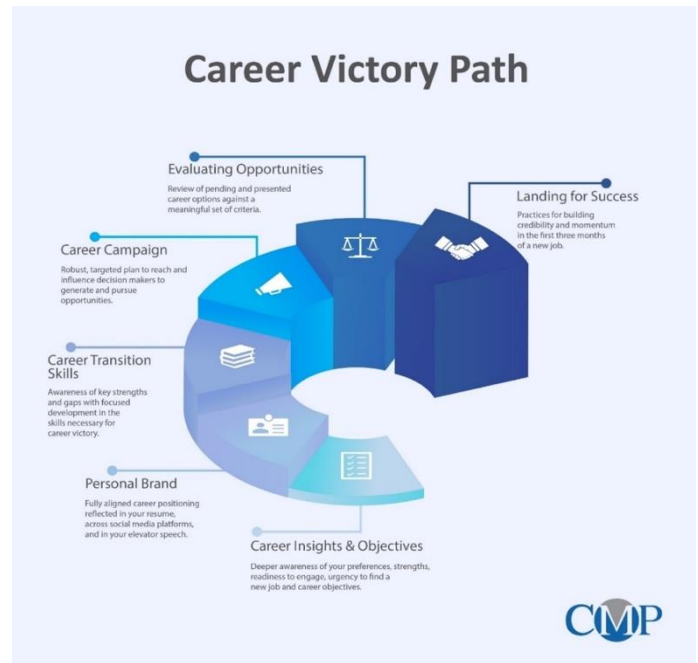 Career Victory Path
Evaluating Opportunities
Review of pending and presented
career options against a
meaningful set of criteria.
Landing for Success
Practices for building
credibility and momentum
in the first three months
of a new job.
Career Campaign
Robust, targeted plan to reach and
influence decision makers to
generate and pursue
opportunities.
Career Transition
Skills
Awareness of key strengths
and gaps with focused
development in the
skills necessary for
career victory.
Personal Brand
Fully aligned career positioning
reflected in your resume,
across social media platforms,
and in your elevator speech.
Career Insights & Objectives
Deeper awareness of your preferences, strengths,
readiness to engage, urgency to find a
new job and career objectives.
CMP